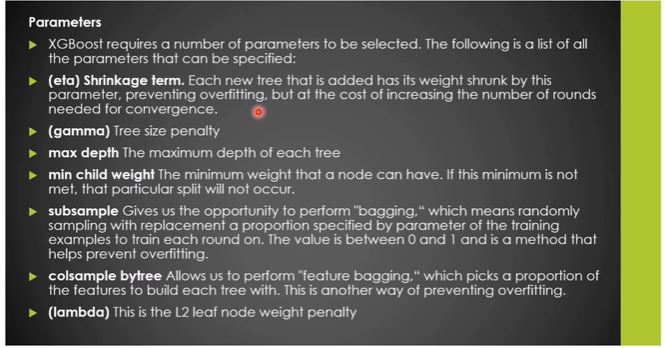 Parameters
XGBoost requires a number of parameters to be selected. The following is a list of all
the parameters that can be specified:
(eta) Shrinkage term. Each new tree that is added has its weight shrunk by this
parameter, preventing overfitting, but at the cost of increasing the number of rounds
needed for convergence.
(gamma) Tree size penalty
max depth The maximum depth of each tree
min child weight The minimum weight that a node can have. If this minimum is not
met, that particular split will not occur.
subsample Gives us the opportunity to perform "bagging,“ which means randomly
sampling with replacement a proportion specified by parameter of the training
examples to train each round on. The value is between 0 and 1 and is a method that
helps prevent overfitting.
colsample bytree Allows us to perform "feature bagging,“ which picks a proportion of
the features to build each tree with. This is another way of preventing overfitting.
(lambda) This is the L2 leaf node weight penalty